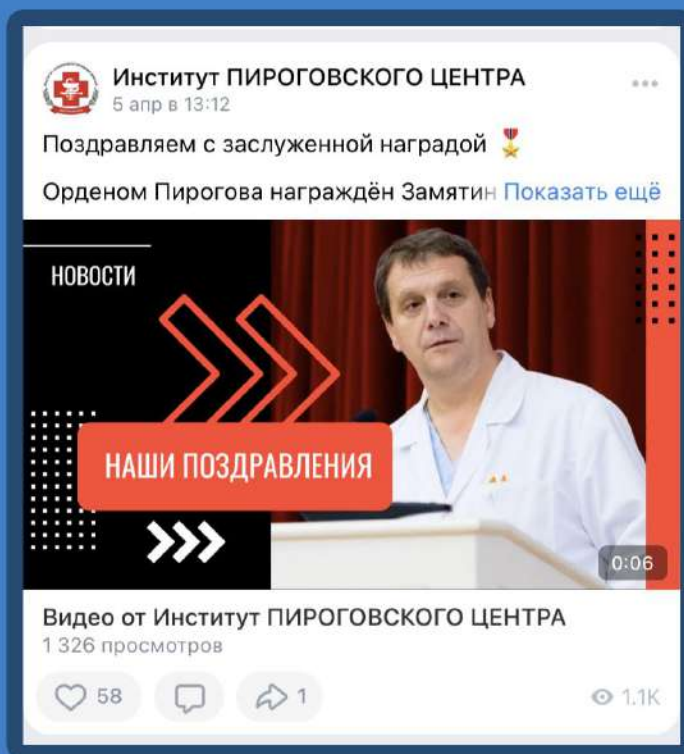 Институт ПИРОГОВСКОГО ЦЕНТРА
5 апр в 13:12
Поздравляем с заслуженной наградой
Орденом Пирогова награждён Замятин Показать ещё
НОВОСТИ
НАШИ ПОЗДРАВЛЕНИЯ
0:06
Видео от Институт ПИРОГОВСКОГО ЦЕНТРА
1 326 просмотров
58
1
1.1K